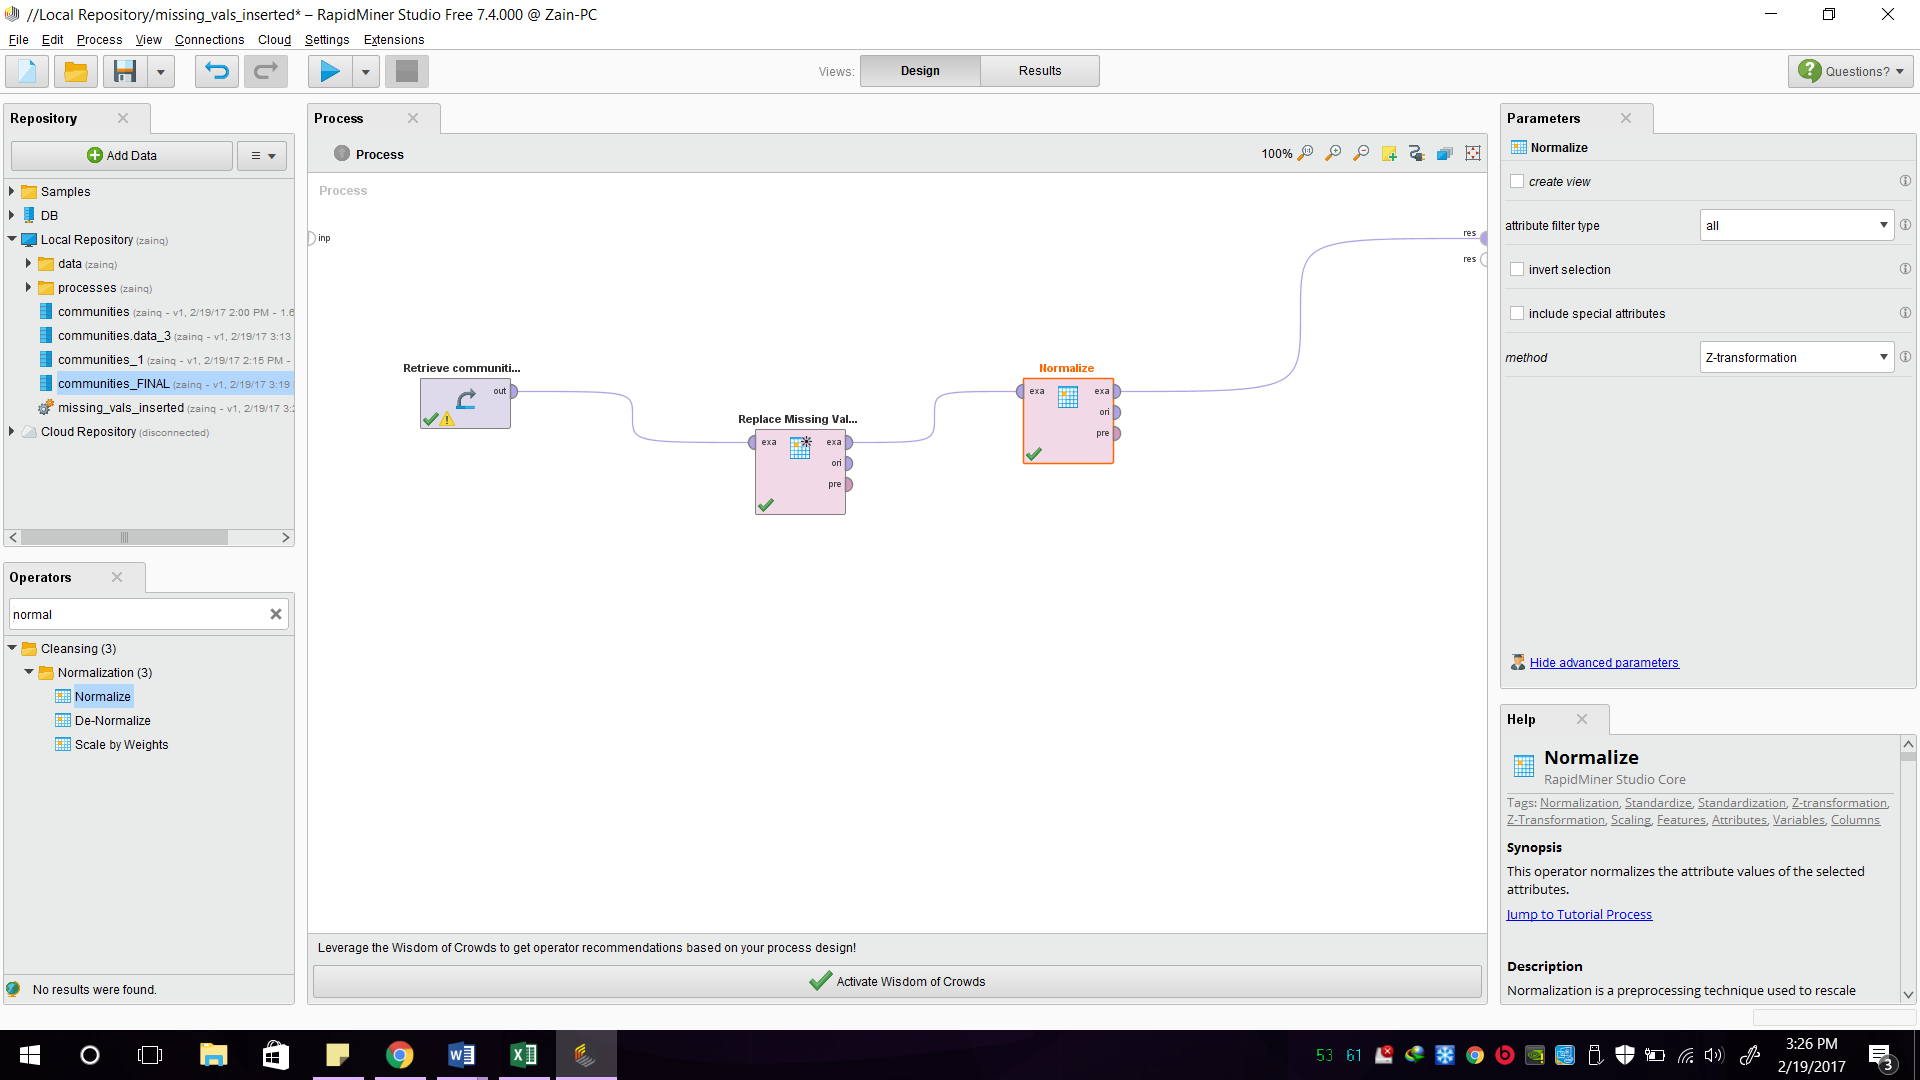 //Local Repository/missing_vals_inserted* – RapidMiner Studio Free 7.4.000 @ Zain-PC
File Edit Process View Connections Cloud Settings Extensions
Views: Design Results
Questions?
Repository
Add Data
Samples
DB
Local Repository (zainq)
data (zainq)
processes (zainq)
communities (zainq - v1, 2/19/17 2:00 PM - 1.6
communities.data_3 (zainq - v1, 2/19/17 3:13
communities_1 (zainq - v1, 2/19/17 2:15 PM -
communities_FINAL (zainq - v1, 2/19/17 3:19
missing_vals_inserted (zainq - v1, 2/19/17 3:2
Cloud Repository (disconnected)
Operators
normal
Cleansing (3)
Normalization (3)
Normalize
De-Normalize
Scale by Weights
No results were found.
Process
Process
100%
Process
inp
res
res
Retrieve communiti...
out
Replace Missing Val...
exa exa
ori
pre
Normalize
exa exa
ori
pre
Leverage the Wisdom of Crowds to get operator recommendations based on your process design!
Activate Wisdom of Crowds
Parameters
Normalize
create view
attribute filter type all
invert selection
include special attributes
method Z-transformation
Hide advanced parameters
Help
Normalize
RapidMiner Studio Core
Tags: Normalization, Standardize, Standardization, Z-transformation,
Z-Transformation, Scaling, Features, Attributes, Variables, Columns
Synopsis
This operator normalizes the attribute values of the selected
attributes.
Jump to Tutorial Process
Description
Normalization is a preprocessing technique used to rescale
53 61
3:26 PM
2/19/2017
3